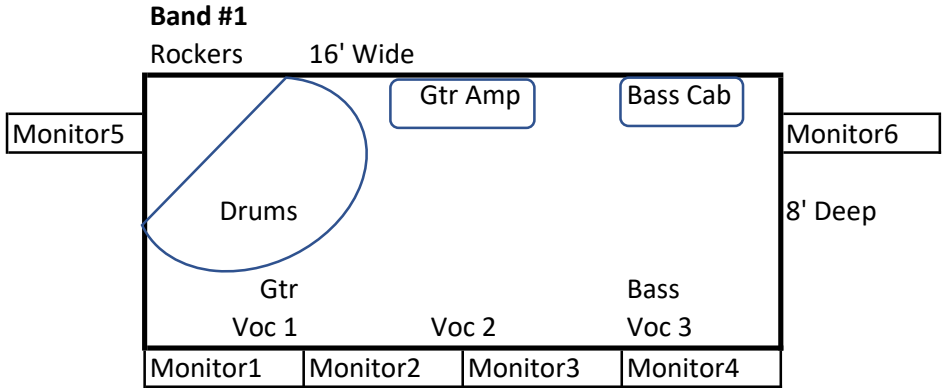 Band #1
Rockers 16' Wide
Gtr Amp Bass Cab
Monitor5 Monitor6
Drums 8' Deep
Gtr Bass
Voc 1 Voc 2 Voc 3
Monitor1 Monitor2 Monitor3 Monitor4